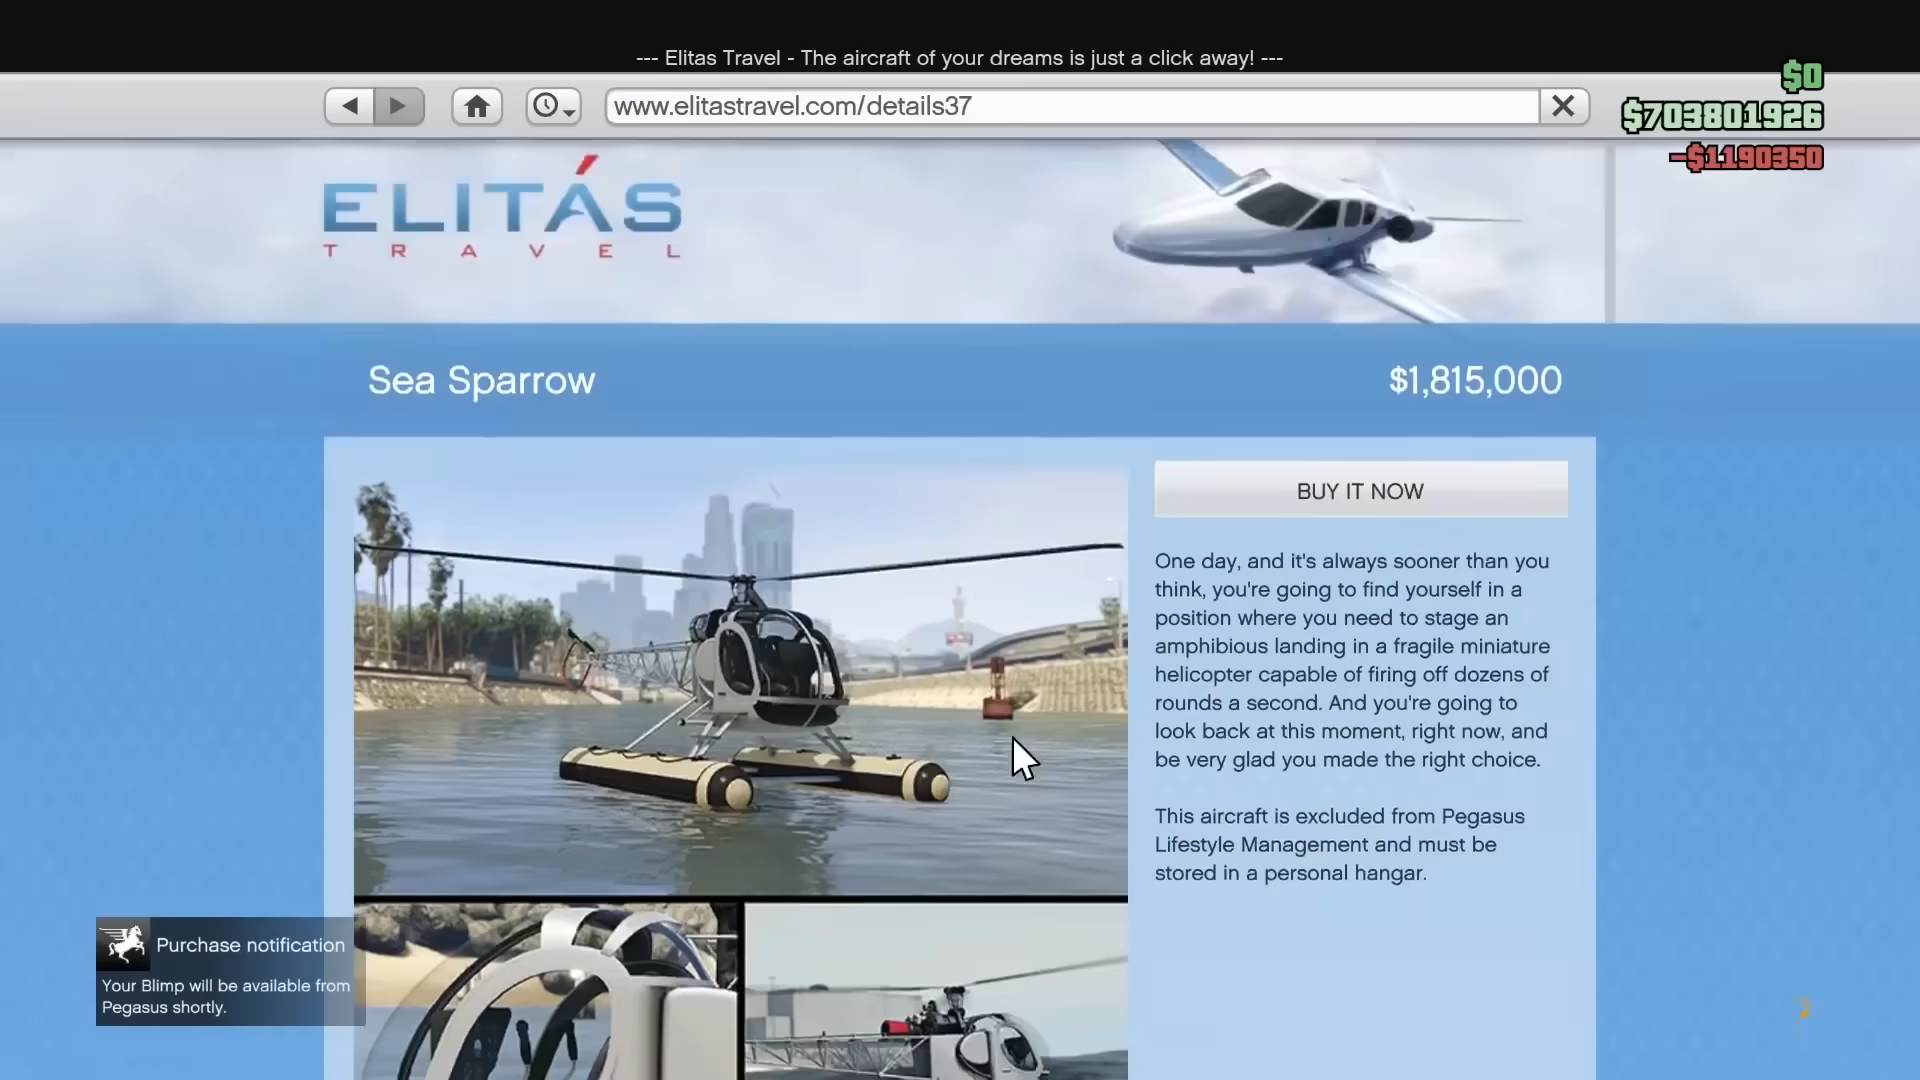 --- Elitas Travel - The aircraft of your dreams is just a click away! ---
$0
www.elitastravel.com/details37
$703801926
-$1190350
ELITÁS
TRAVEL
Sea Sparrow
$1,815,000
BUY IT NOW
One day, and it's always sooner than you
think, you're going to find yourself in a
position where you need to stage an
amphibious landing in a fragile miniature
helicopter capable of firing off dozens of
rounds a second. And you're going to
look back at this moment, right now, and
be very glad you made the right choice.
This aircraft is excluded from Pegasus
Lifestyle Management and must be
stored in a personal hangar.
Purchase notification
Your Blimp will be available from
Pegasus shortly.